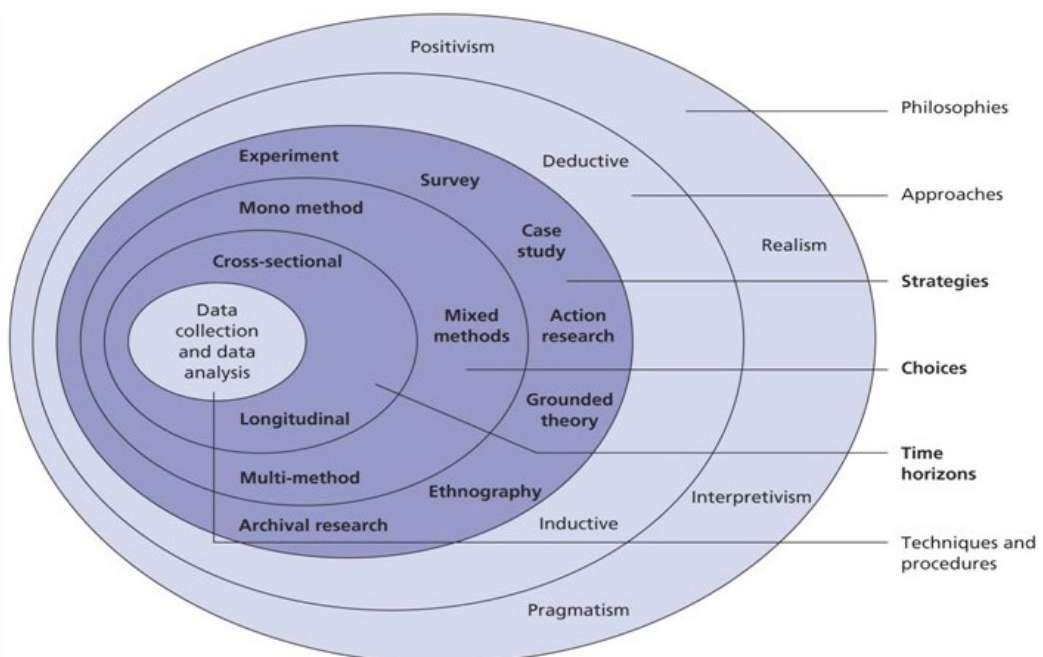 Positivism
Philosophies
Experiment
Deductive
Survey
Approaches
Mono method
Case
study
Realism
Cross-sectional
Strategies
Data
collection
and data
analysis
Mixed
methods
Action
research
Choices
Longitudinal
Grounded
theory
Time
horizons
Multi-method
Ethnography
Interpretivism
Archival research
Inductive
Techniques and
procedures
Pragmatism